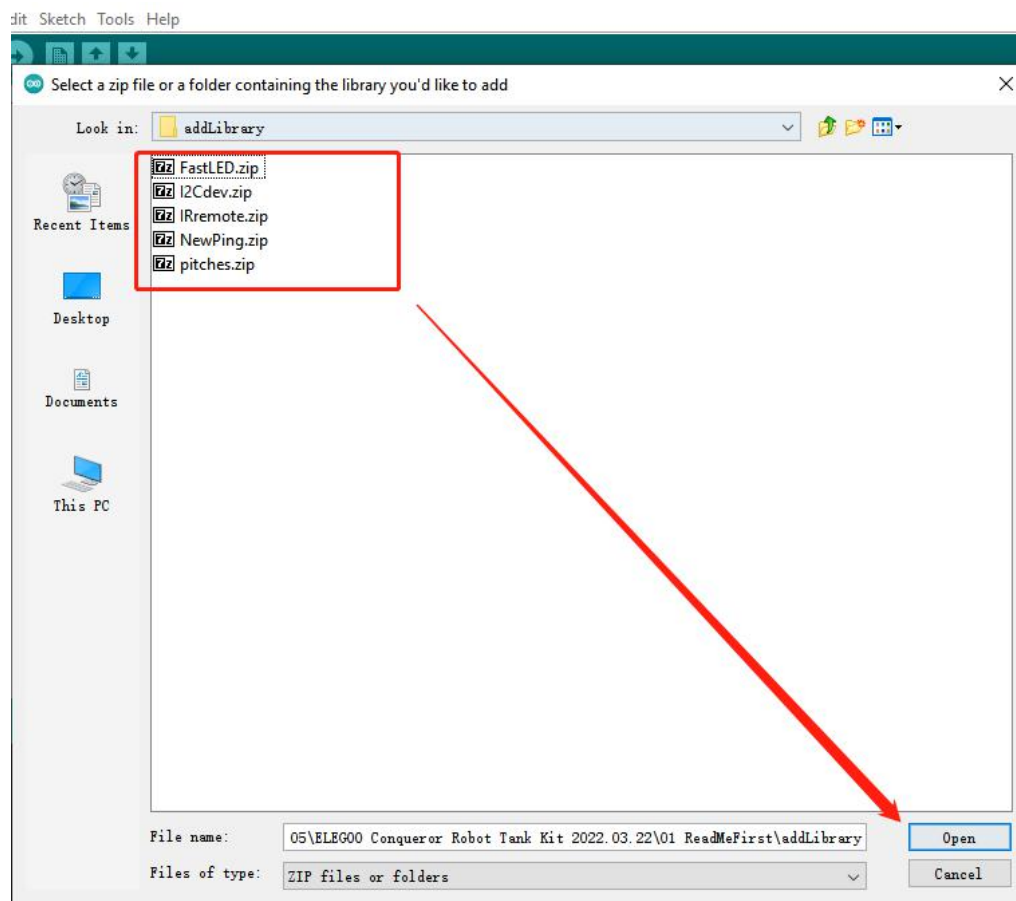 dit Sketch Tools Help
Select a zip file or a folder containing the library you'd like to add
Look in: addLibrary
FastLED.zip
I2Cdev.zip
IRremote.zip
NewPing.zip
pitches.zip
Recent Items
Desktop
Documents
This PC
File name: 05\ELEGOO Conqueror Robot Tank Kit 2022.03.22\01 ReadMeFirst\addLibrary Open
Files of type: ZIP files or folders Cancel